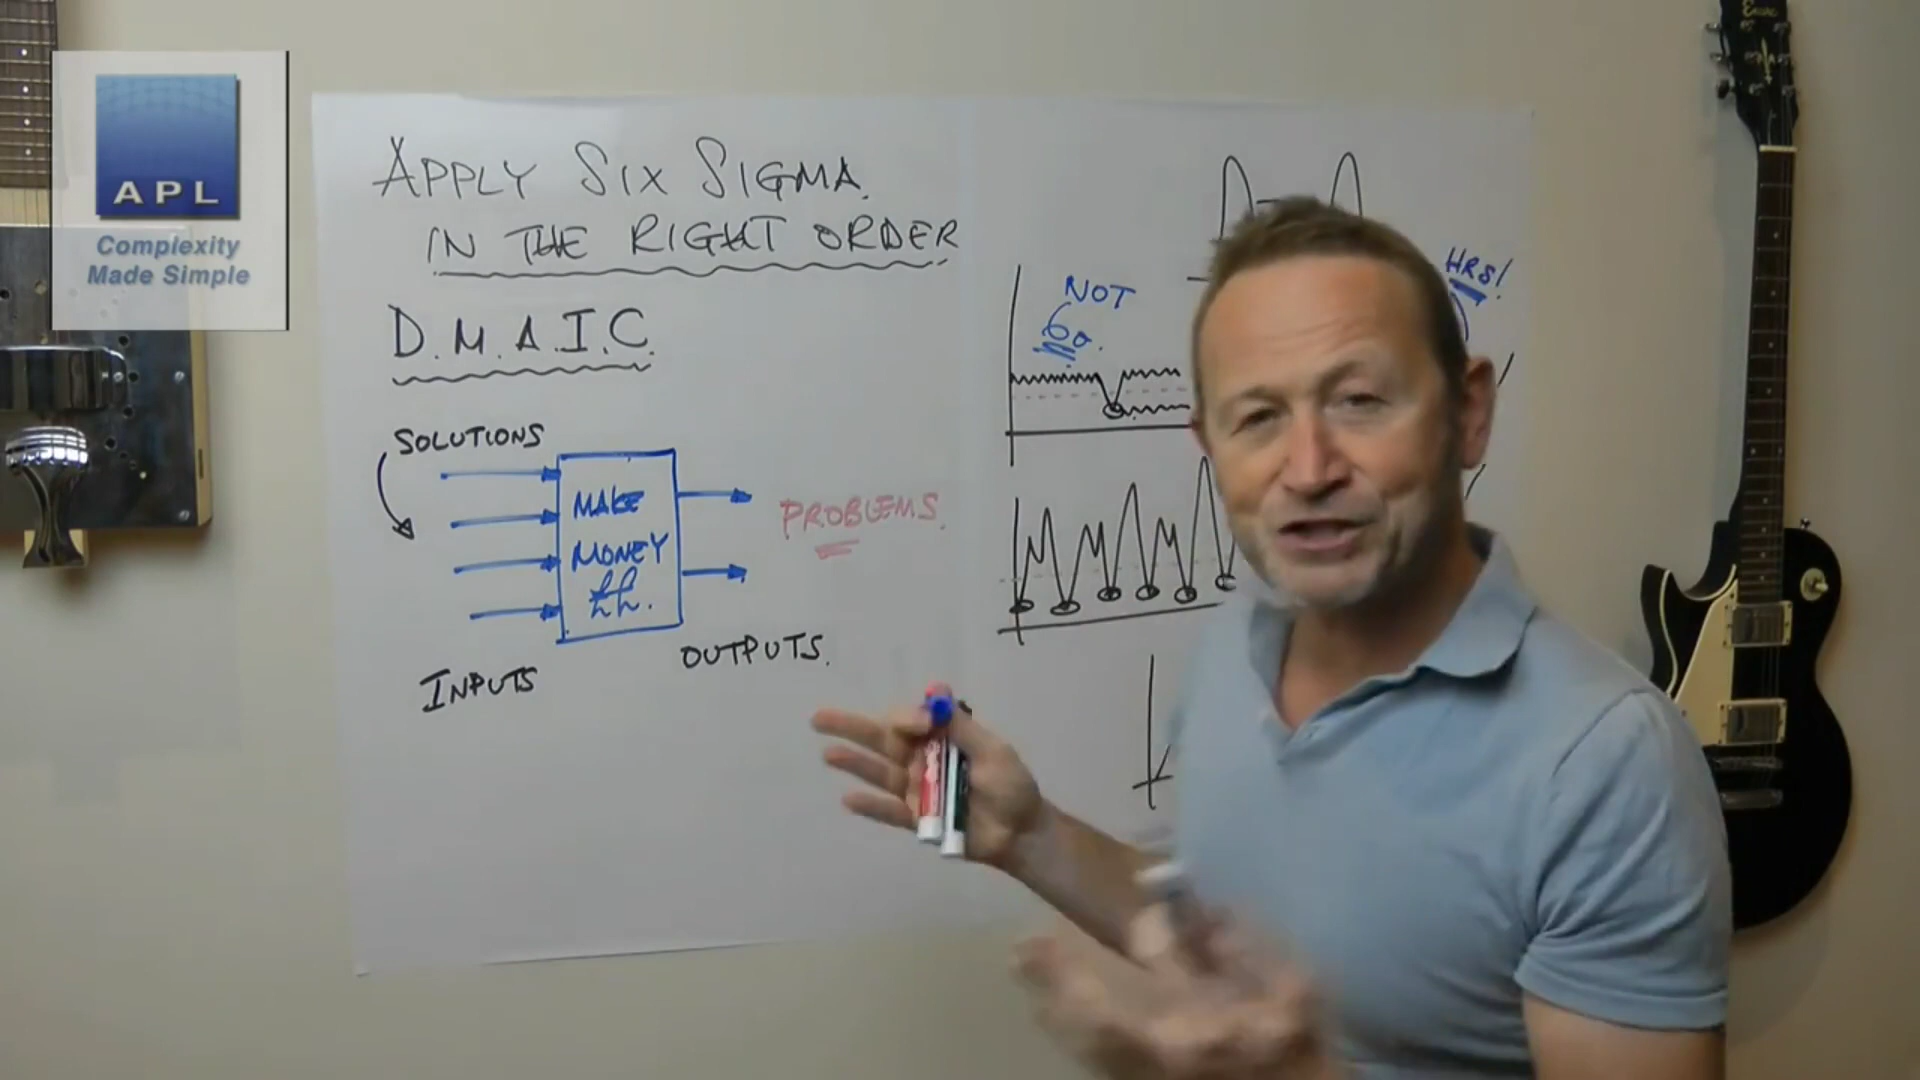 APL
Complexity
Made Simple
APPLY SIX SIGMA.
IN THE RIGHT ORDER
D.M.A.I.C.
SOLUTIONS
MAKE
MONEY
££.
PROBLEMS.
INPUTS
OUTPUTS.
NOT
6σ.
HRS!